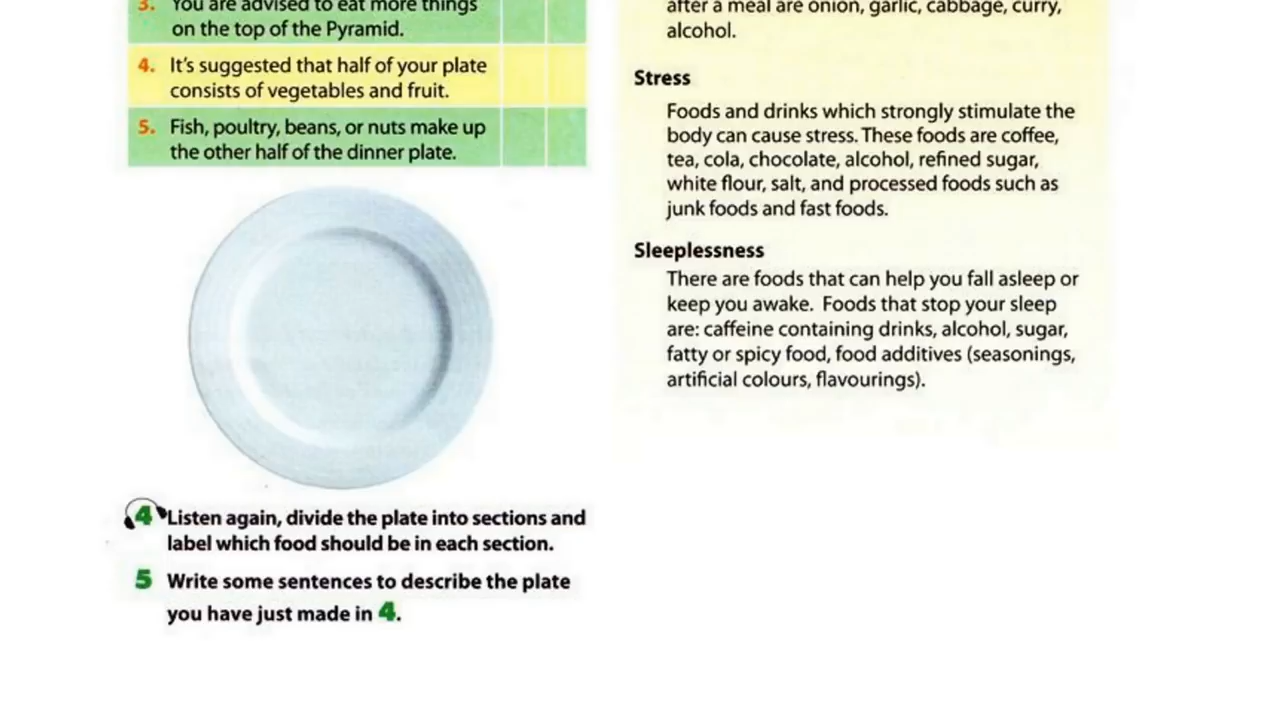 3. You are advised to eat more things
on the top of the Pyramid.
4. It's suggested that half of your plate
consists of vegetables and fruit.
5. Fish, poultry, beans, or nuts make up
the other half of the dinner plate.
4 Listen again, divide the plate into sections and
label which food should be in each section.
5 Write some sentences to describe the plate
you have just made in 4.
after a meal are onion, garlic, cabbage, curry,
alcohol.
Stress
Foods and drinks which strongly stimulate the
body can cause stress. These foods are coffee,
tea, cola, chocolate, alcohol, refined sugar,
white flour, salt, and processed foods such as
junk foods and fast foods.
Sleeplessness
There are foods that can help you fall asleep or
keep you awake. Foods that stop your sleep
are: caffeine containing drinks, alcohol, sugar,
fatty or spicy food, food additives (seasonings,
artificial colours, flavourings).